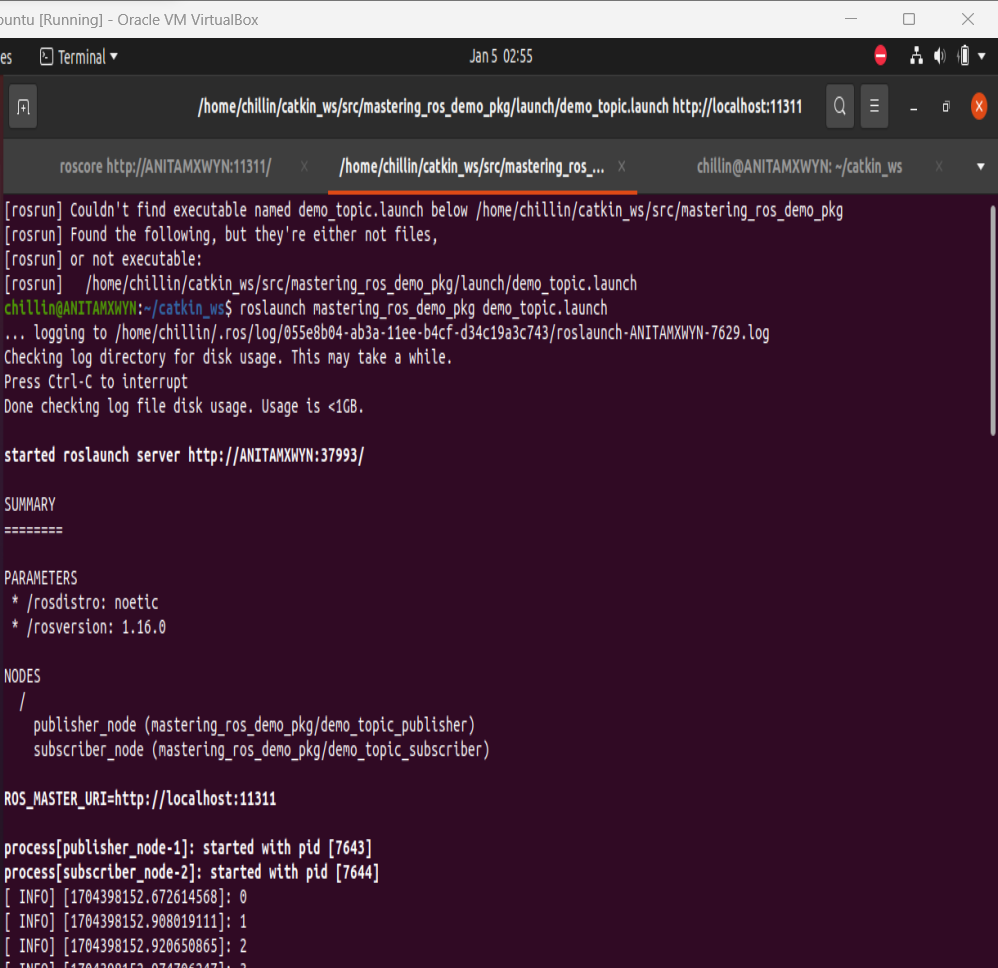 ubuntu [Running] - Oracle VM VirtualBox
es Terminal Jan 5 02:55
/home/chillin/catkin_ws/src/mastering_ros_demo_pkg/launch/demo_topic.launch http://localhost:11311
roscore http://ANITAMXWYN:11311/ × /home/chillin/catkin_ws/src/mastering_ros_... × chillin@ANITAMXWYN: ~/catkin_ws ×
[rosrun] Couldn't find executable named demo_topic.launch below /home/chillin/catkin_ws/src/mastering_ros_demo_pkg
[rosrun] Found the following, but they're either not files,
[rosrun] or not executable:
[rosrun]   /home/chillin/catkin_ws/src/mastering_ros_demo_pkg/launch/demo_topic.launch
chillin@ANITAMXWYN:~/catkin_ws$ roslaunch mastering_ros_demo_pkg demo_topic.launch
... logging to /home/chillin/.ros/log/055e8b04-ab3a-11ee-b4cf-d34c19a3c743/roslaunch-ANITAMXWYN-7629.log
Checking log directory for disk usage. This may take a while.
Press Ctrl-C to interrupt
Done checking log file disk usage. Usage is <1GB.
started roslaunch server http://ANITAMXWYN:37993/
SUMMARY
========
PARAMETERS
 * /rosdistro: noetic
 * /rosversion: 1.16.0
NODES
  /
    publisher_node (mastering_ros_demo_pkg/demo_topic_publisher)
    subscriber_node (mastering_ros_demo_pkg/demo_topic_subscriber)
ROS_MASTER_URI=http://localhost:11311
process[publisher_node-1]: started with pid [7643]
process[subscriber_node-2]: started with pid [7644]
[ INFO] [1704398152.672614568]: 0
[ INFO] [1704398152.908019111]: 1
[ INFO] [1704398152.920650865]: 2
[ INFO] [1704398152.974706247]: 3